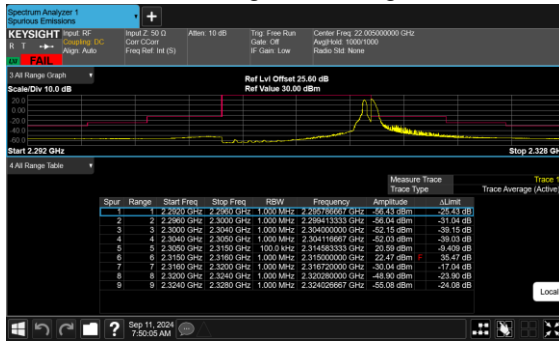 Spectrum Analyzer 1
Spurious Emissions
+
KEYSIGHT Input: RF Input Z: 50 Ω Atten: 10 dB Trig: Free Run Center Freq: 22.005000000 GHz
R T Coupling: DC Corr CCorr Gate: Off Avg|Hold: 1000/1000
Align: Auto Freq Ref: Int (S) IF Gain: Low Radio Std: None
FAIL
3 All Range Graph Ref Lvl Offset 25.60 dB
Scale/Div 10.0 dB Ref Value 30.00 dBm
20.0
0.00
-20.0
-40.0
-60.0
Start 2.292 GHz Stop 2.328 GH
4 All Range Table
Measure Trace Trace 1
Trace Type Trace Average (Active)
Spur Range Start Freq Stop Freq RBW Frequency Amplitude ΔLimit
1 1 2.2920 GHz 2.2960 GHz 1.000 MHz 2.295786667 GHz -56.43 dBm -25.43 dB
2 2 2.2960 GHz 2.3000 GHz 1.000 MHz 2.299413333 GHz -56.04 dBm -31.04 dB
3 3 2.3000 GHz 2.3040 GHz 1.000 MHz 2.304000000 GHz -52.15 dBm -39.15 dB
4 4 2.3040 GHz 2.3050 GHz 1.000 MHz 2.304116667 GHz -52.03 dBm -39.03 dB
5 5 2.3050 GHz 2.3150 GHz 100.0 kHz 2.314583333 GHz 20.59 dBm -9.409 dB
6 6 2.3150 GHz 2.3160 GHz 1.000 MHz 2.315000000 GHz 22.47 dBm F 35.47 dB
7 7 2.3160 GHz 2.3200 GHz 1.000 MHz 2.316720000 GHz -30.04 dBm -17.04 dB
8 8 2.3200 GHz 2.3240 GHz 1.000 MHz 2.320280000 GHz -48.90 dBm -23.90 dB
9 9 2.3240 GHz 2.3280 GHz 1.000 MHz 2.324026667 GHz -55.08 dBm -24.08 dB
Local
? Sep 11, 2024
7:50:05 AM